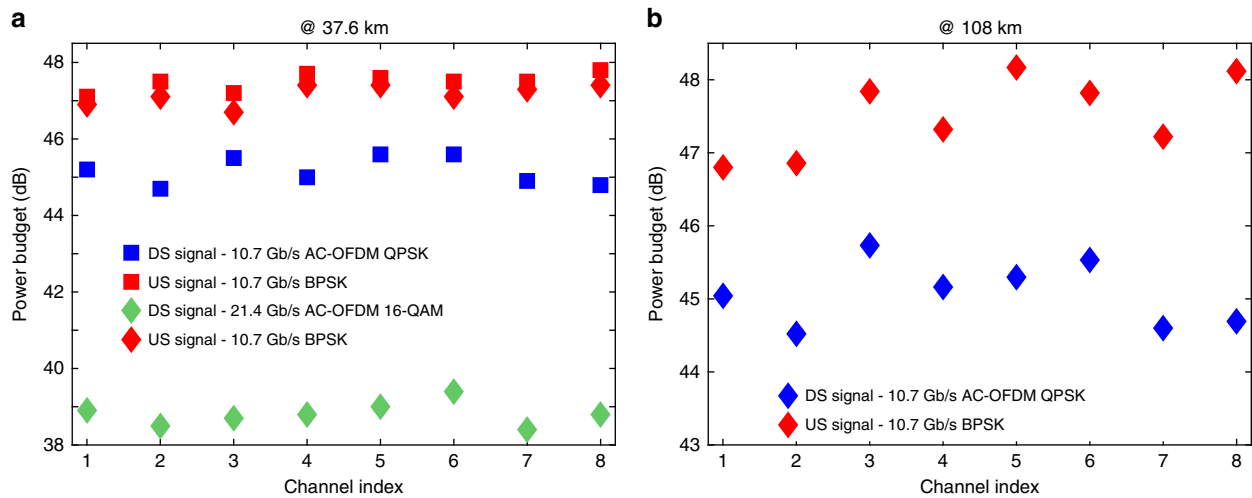 a
@ 37.6 km
48
46
44
42
40
38
Power budget (dB)
DS signal - 10.7 Gb/s AC-OFDM QPSK
US signal - 10.7 Gb/s BPSK
DS signal - 21.4 Gb/s AC-OFDM 16-QAM
US signal - 10.7 Gb/s BPSK
1 2 3 4 5 6 7 8
Channel index
b
@ 108 km
48
47
46
45
44
43
Power budget (dB)
DS signal - 10.7 Gb/s AC-OFDM QPSK
US signal - 10.7 Gb/s BPSK
1 2 3 4 5 6 7 8
Channel index